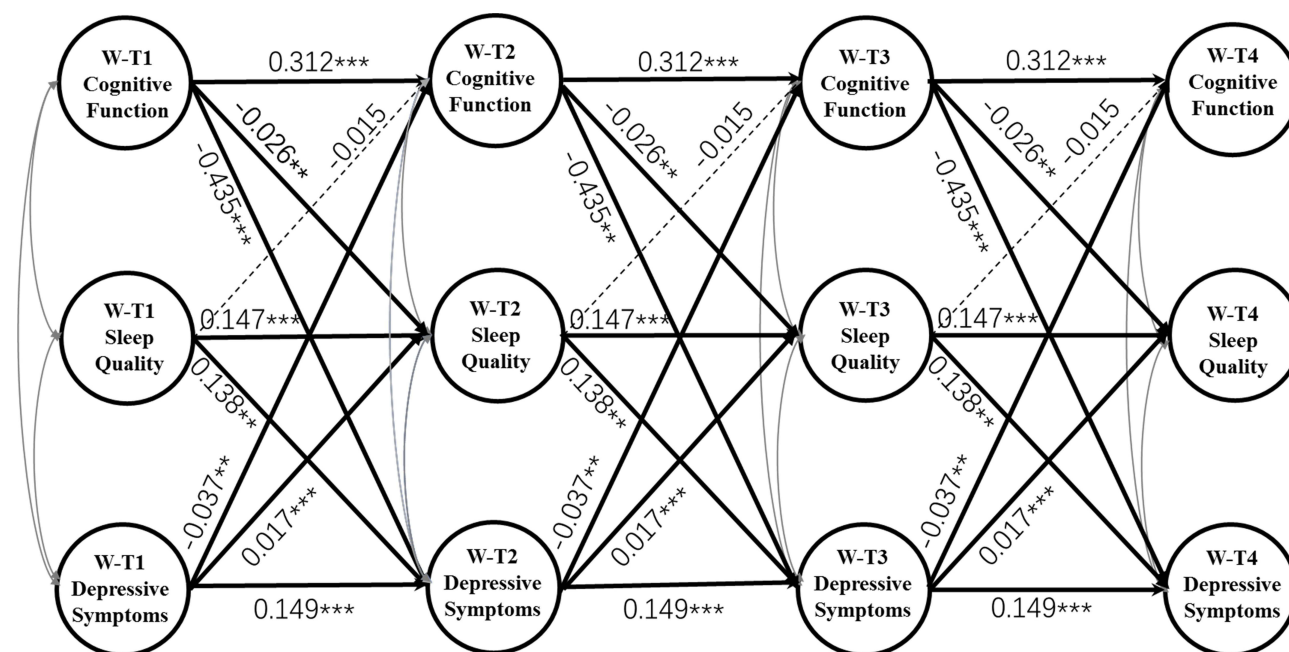 W-T1
Cognitive
Function
0.312***
W-T2
Cognitive
Function
0.312***
W-T3
Cognitive
Function
0.312***
W-T4
Cognitive
Function
-0.026**
-0.015
-0.435***
-0.026**
-0.015
-0.435**
-0.026**
-0.015
-0.435***
W-T1
Sleep
Quality
0.147***
W-T2
Sleep
Quality
0.147***
W-T3
Sleep
Quality
0.147***
W-T4
Sleep
Quality
0.138**
0.138**
0.138**
-0.037**
0.017***
-0.037**
0.017***
-0.037**
0.017***
W-T1
Depressive
Symptoms
0.149***
W-T2
Depressive
Symptoms
0.149***
W-T3
Depressive
Symptoms
0.149***
W-T4
Depressive
Symptoms